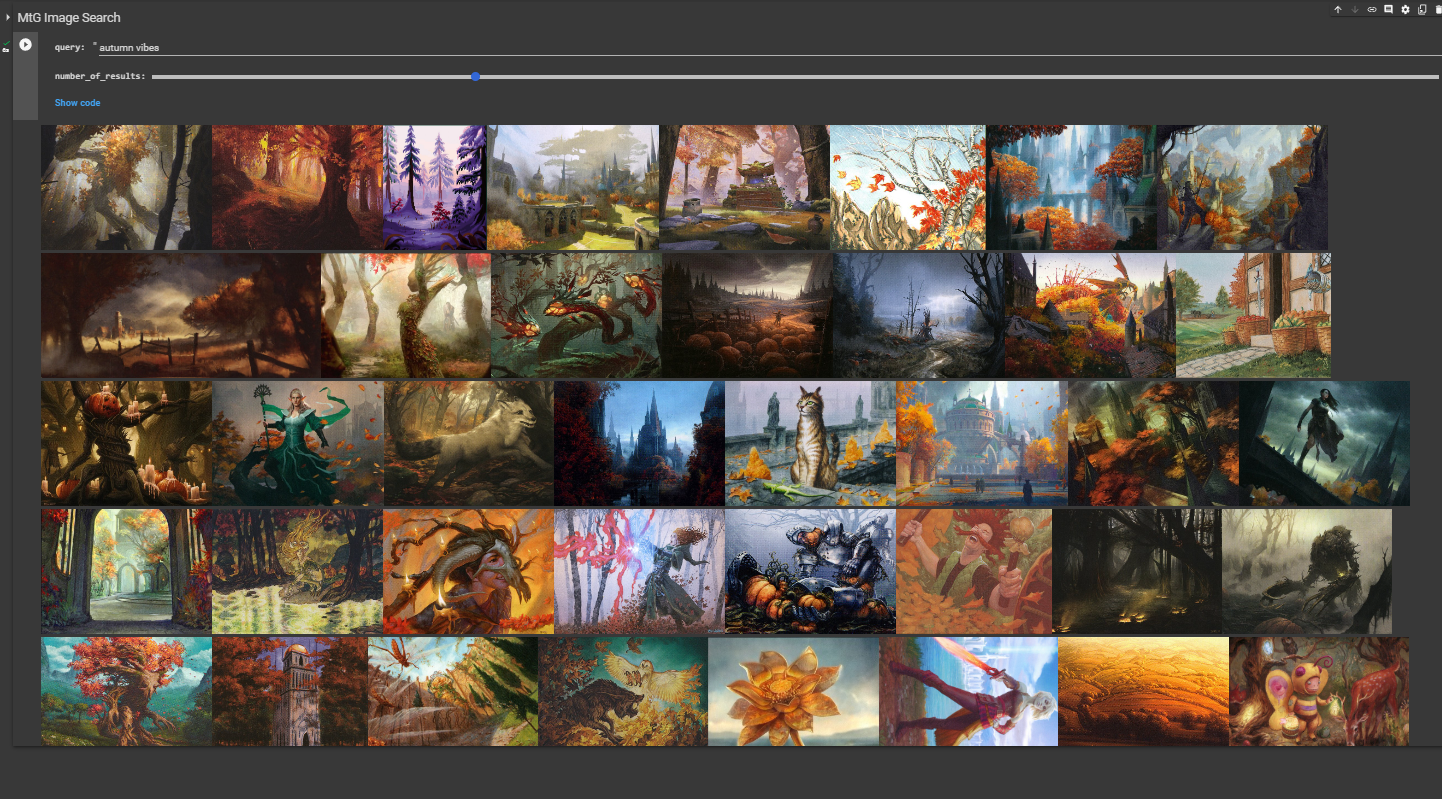 MtG Image Search
query: " autumn vibes
number_of_results:
Show code